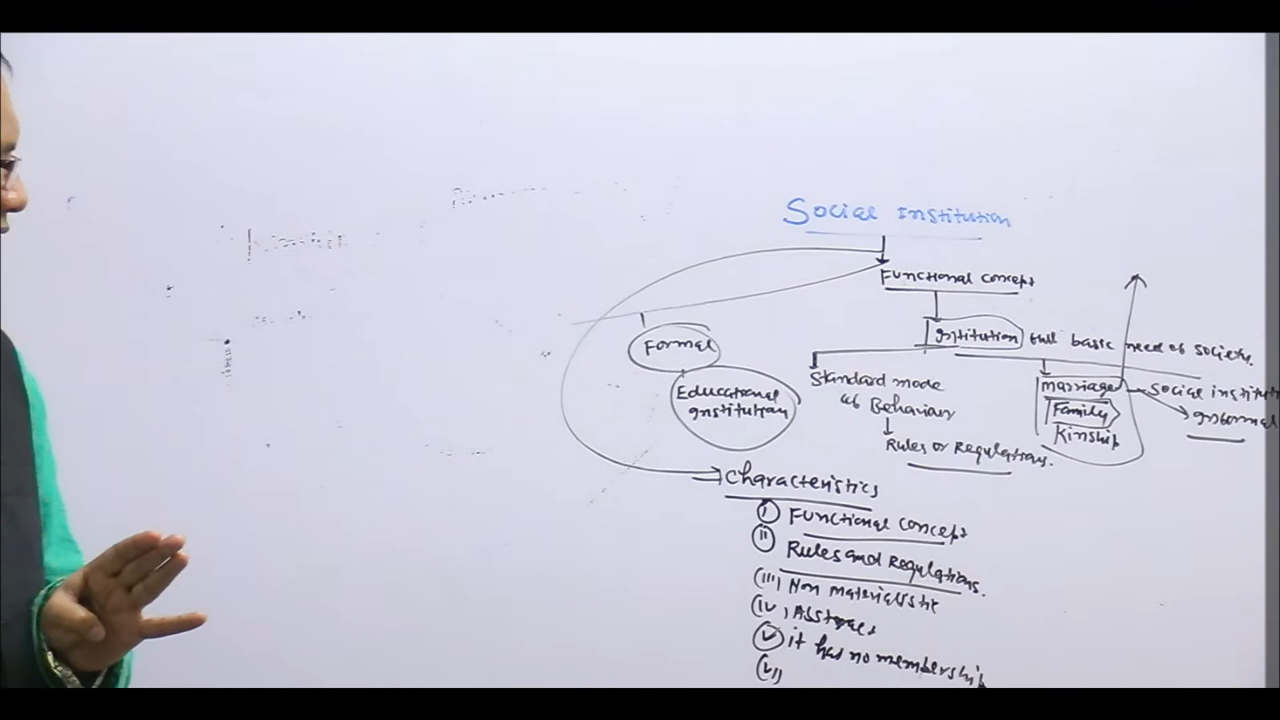 Social Institution
Functional concept
Institution full basic need of society.
Formal
Educational
Institution
Standard mode
of Behaviour
Rules or Regulations.
Marriage
Family
Kinship
Social institut
Informal
Characteristics
(i) Functional concept
(ii) Rules and Regulations.
(iii) Non materialistic
(iv) Abstract
(v) it has no membership
(vi)